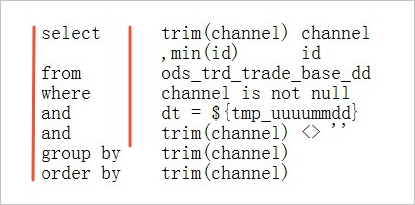 select trim(channel) channel
,min(id) id
from ods_trd_trade_base_dd
where channel is not null
and dt = ${tmp_uuuummdd}
and trim(channel) <> ''
group by trim(channel)
order by trim(channel)